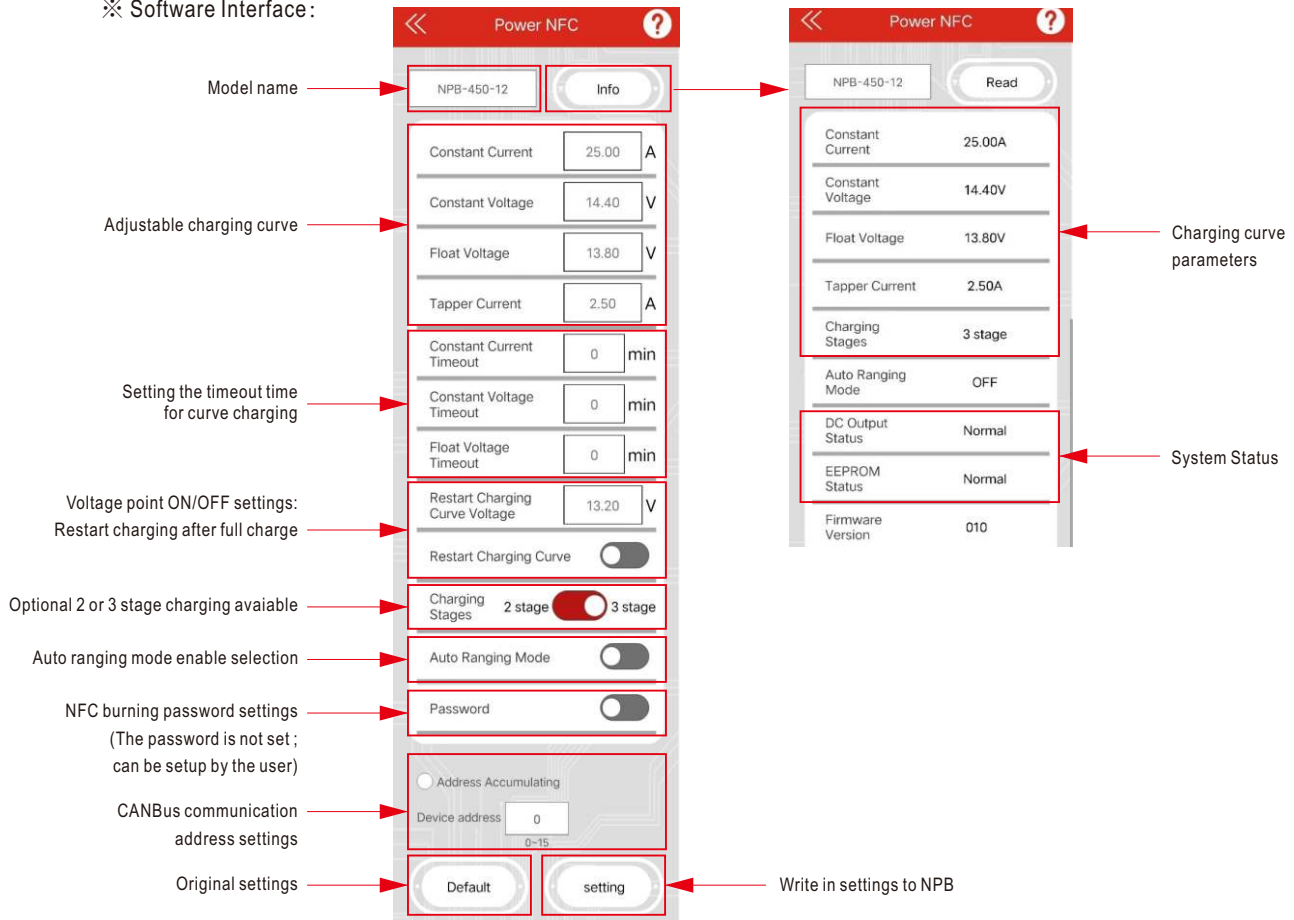 ※ Software Interface:
Power NFC
?
Model name
NPB-450-12
Info
Adjustable charging curve
Constant Current 25.00 A
Constant Voltage 14.40 V
Float Voltage 13.80 V
Tapper Current 2.50 A
Setting the timeout time
for curve charging
Constant Current
Timeout
0 min
Constant Voltage
Timeout
0 min
Float Voltage
Timeout
0 min
Voltage point ON/OFF settings:
Restart charging after full charge
Restart Charging
Curve Voltage
13.20 V
Restart Charging Curve
Optional 2 or 3 stage charging avaiable
Charging
Stages
2 stage
3 stage
Auto ranging mode enable selection
Auto Ranging Mode
NFC burning password settings
(The password is not set ;
can be setup by the user)
Password
CANBus communication
address settings
Address Accumulating
Device address 0
0~15
Original settings
Default
setting
Write in settings to NPB
Power NFC
?
NPB-450-12
Read
Constant
Current
25.00A
Constant
Voltage
14.40V
Float Voltage 13.80V
Tapper Current 2.50A
Charging
Stages
3 stage
Charging curve
parameters
Auto Ranging
Mode
OFF
DC Output
Status
Normal
EEPROM
Status
Normal
System Status
Firmware
Version
010